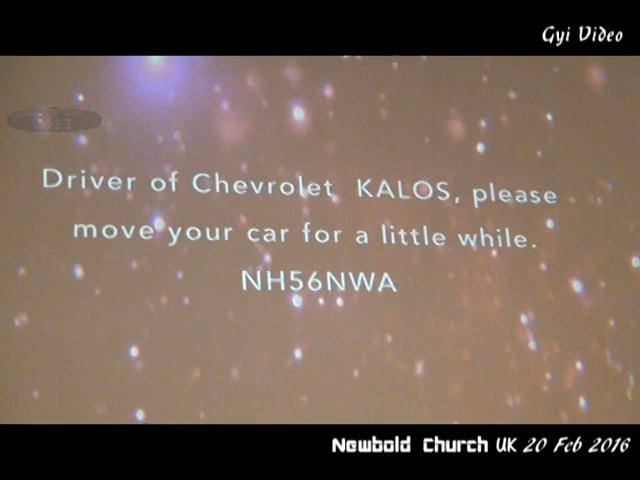 Gyi Video
Driver of Chevrolet KALOS, please
move your car for a little while.
NH56NWA
Newbold Church UK 20 Feb 2016